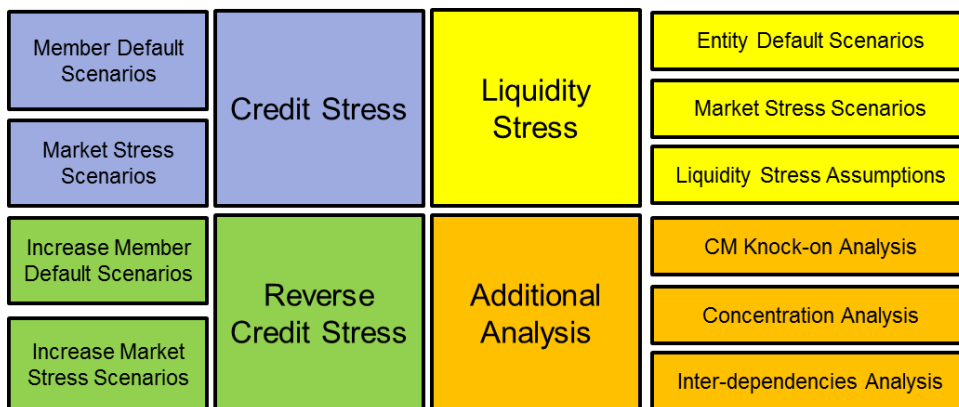 Member Default
Scenarios
Market Stress
Scenarios
Credit Stress
Liquidity
Stress
Entity Default Scenarios
Market Stress Scenarios
Liquidity Stress Assumptions
Increase Member
Default Scenarios
Increase Market
Stress Scenarios
Reverse
Credit Stress
Additional
Analysis
CM Knock-on Analysis
Concentration Analysis
Inter-dependencies Analysis